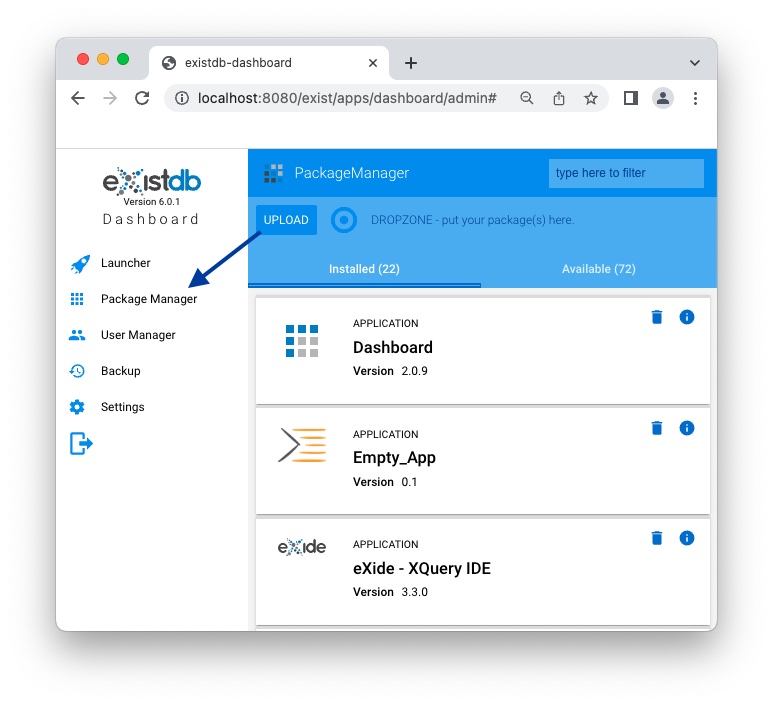 existdb-dashboard
localhost:8080/exist/apps/dashboard/admin#
existdb
Version 6.0.1
Dashboard
Launcher
Package Manager
User Manager
Backup
Settings
PackageManager
type here to filter
UPLOAD
DROPZONE - put your package(s) here.
Installed (22)
Available (72)
APPLICATION
Dashboard
Version 2.0.9
APPLICATION
Empty_App
Version 0.1
eXide
APPLICATION
eXide - XQuery IDE
Version 3.3.0